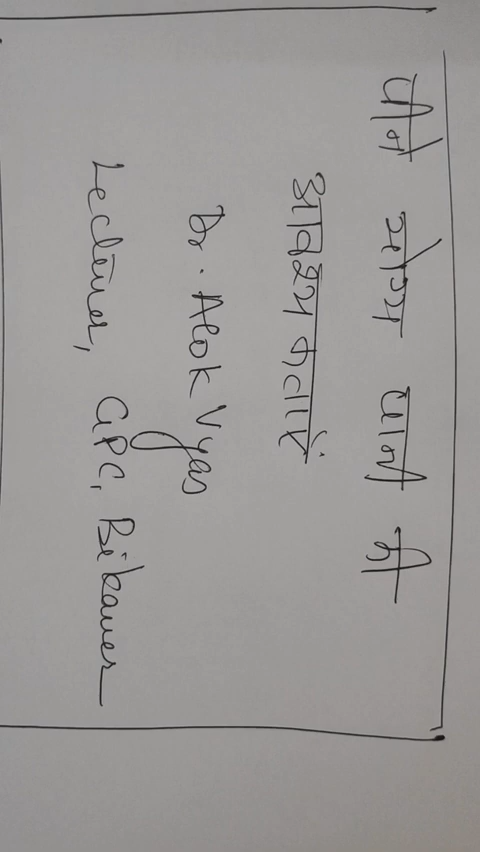 पीने योग्य पानी की
आवश्यकताऐं
Dr. Alok Vyas
Lecturer, GPC, Bikaner